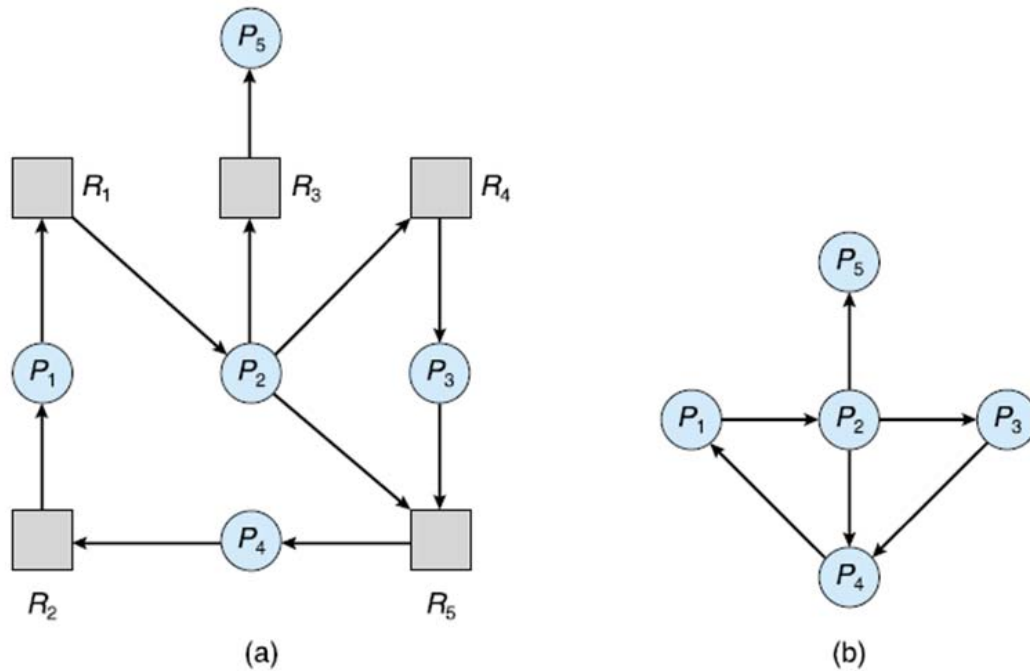 P₅
R₁ R₃ R₄
P₅
P₁ P₂ P₃
P₁ P₂ P₃
P₄
P₄
R₂ R₅
(a) (b)